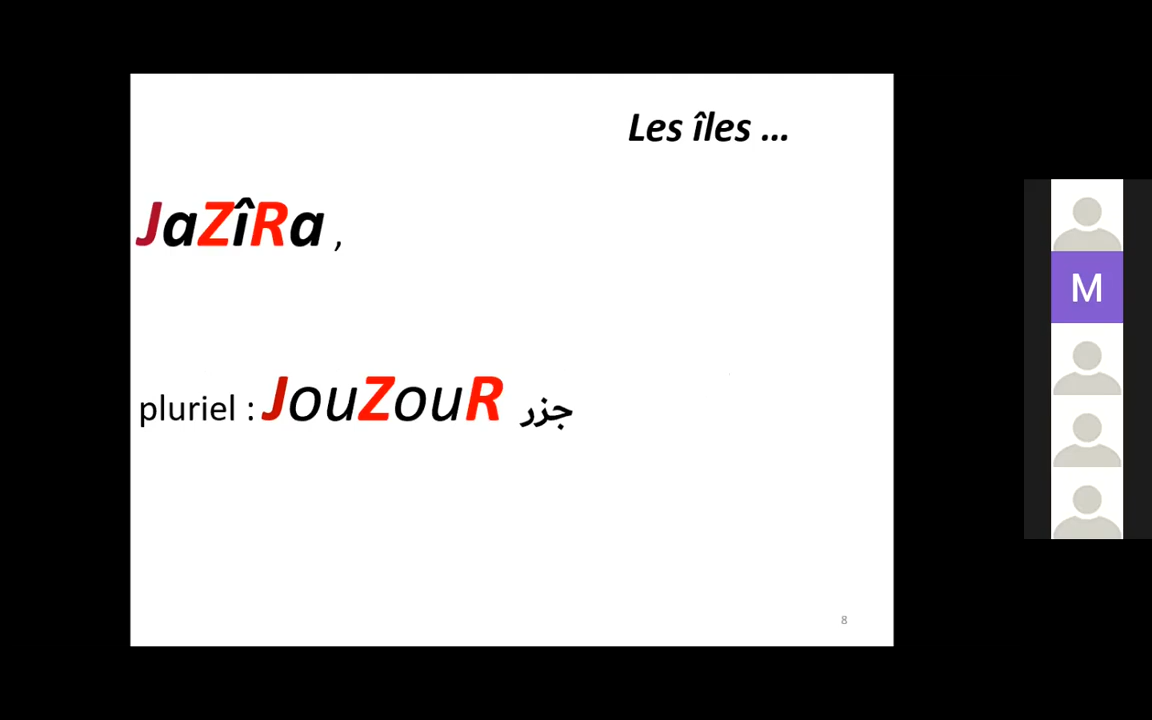 Les îles ...
JaZîRa ,
pluriel : JouZouR جزر
8
M